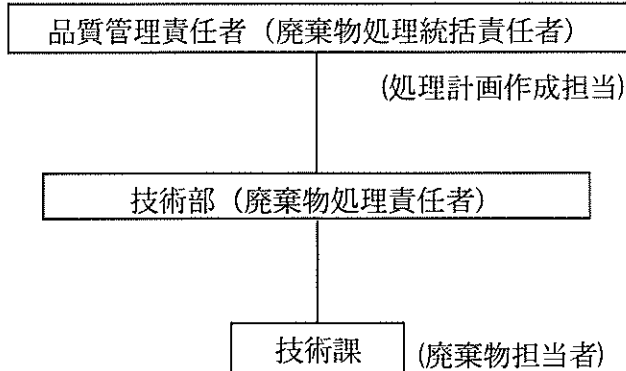 品質管理責任者（廃棄物処理統括責任者）
(処理計画作成担当)
技術部（廃棄物処理責任者）
技術課 (廃棄物担当者)